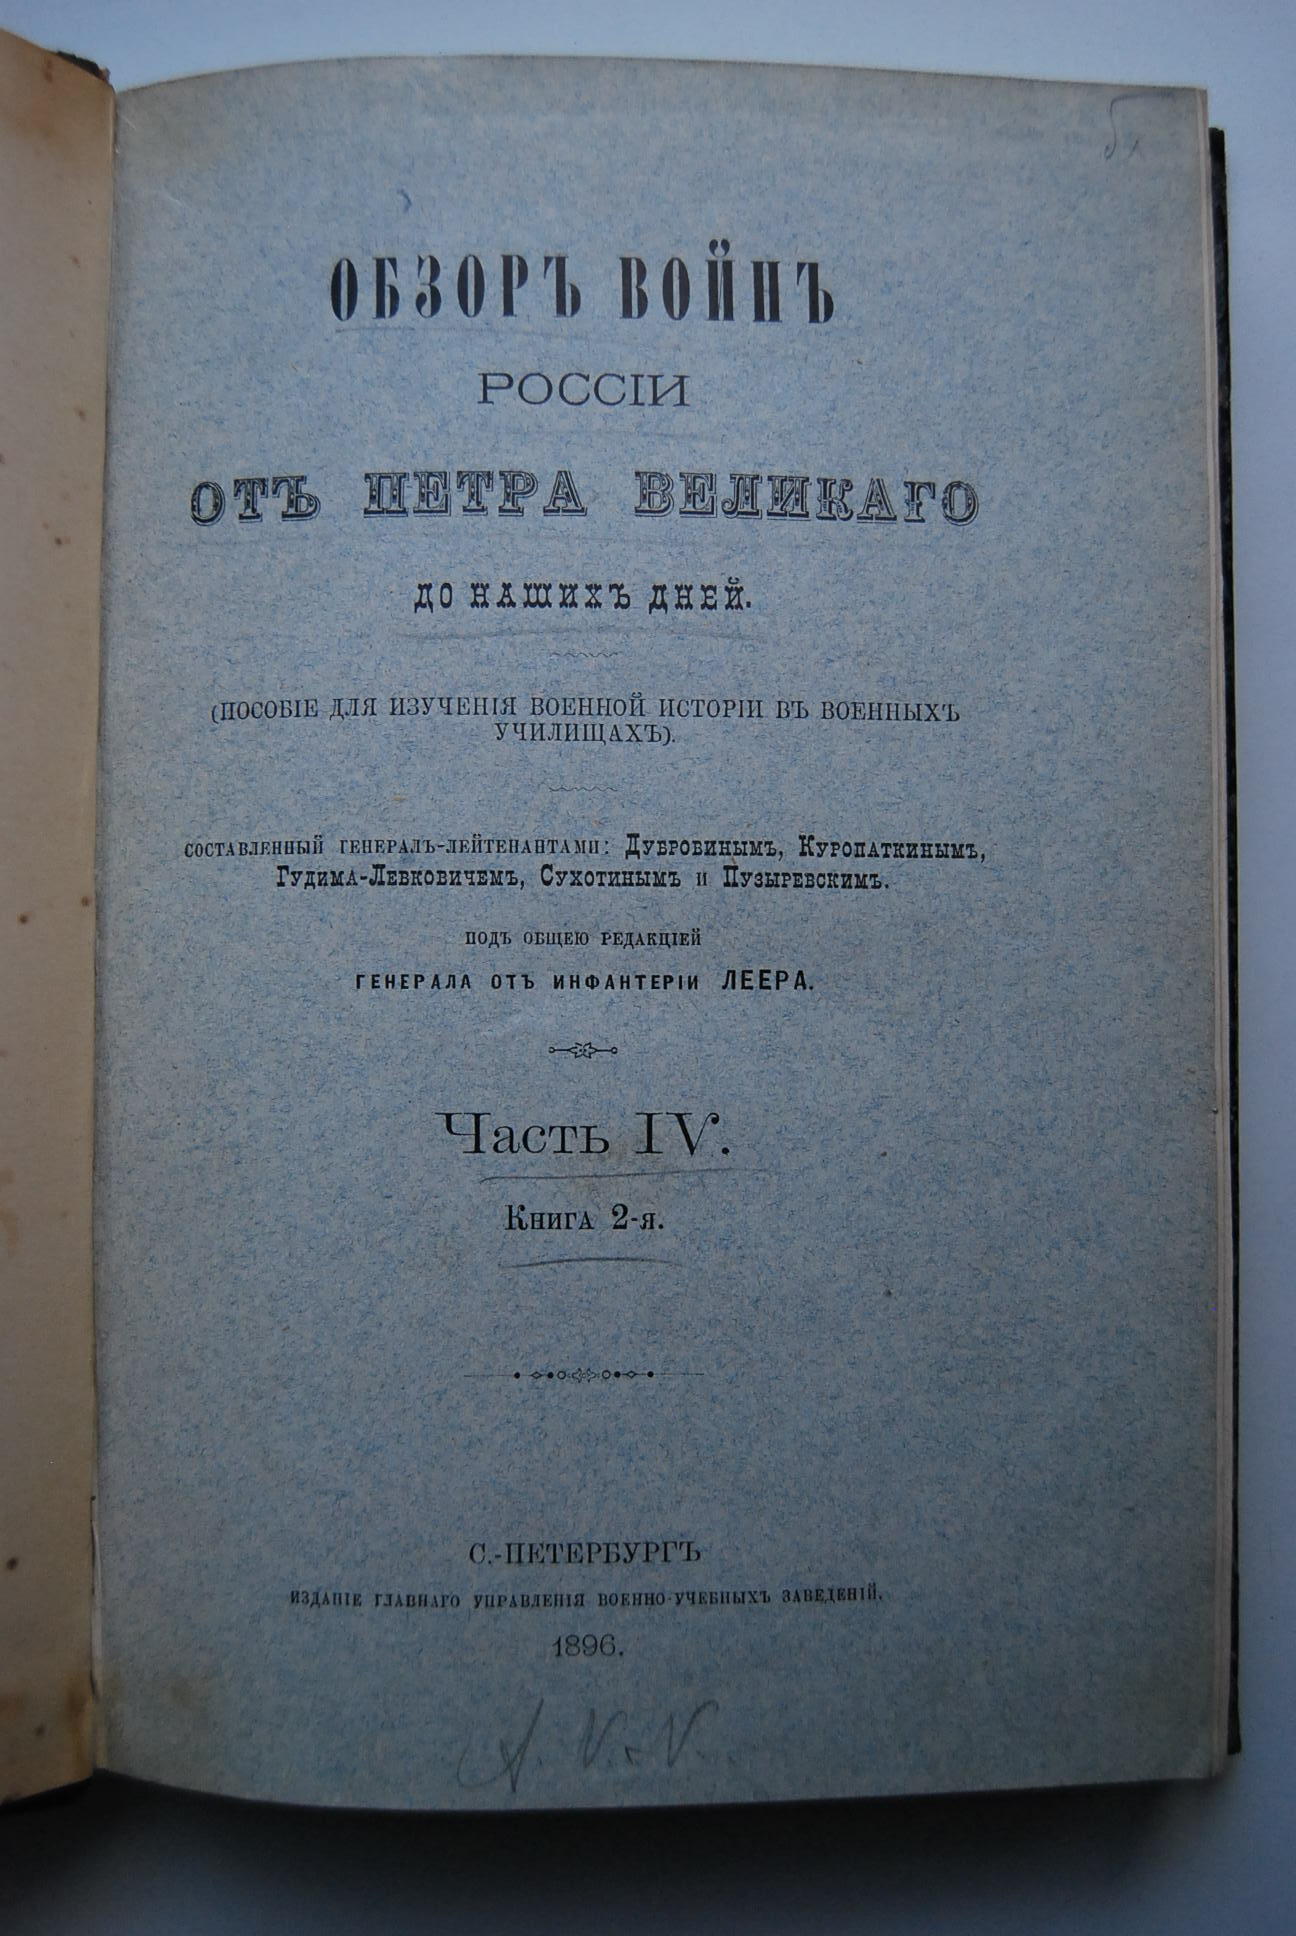 ОБЗОРЪ ВОЙНЪ
РОССІИ
ОТЪ ПЕТРА ВЕЛИКАГО
ДО НАШИХЪ ДНЕЙ.
(ПОСОБІЕ ДЛЯ ИЗУЧЕНІЯ ВОЕННОЙ ИСТОРІИ ВЪ ВОЕННЫХЪ
УЧИЛИЩАХЪ).
СОСТАВЛЕННЫЙ ГЕНЕРАЛЪ-ЛЕЙТЕНАНТАМИ: ДУБРОВИНЫМЪ, КУРОПАТКИНЫМЪ,
ГУДИМА-ЛЕВКОВИЧЕМЪ, СУХОТИНЫМЪ И ПУЗЫРЕВСКИМЪ.
ПОДЪ ОБЩЕЮ РЕДАКЦІЕЙ
ГЕНЕРАЛА ОТЪ ИНФАНТЕРІИ ЛЕЕРА.
Часть IV.
Книга 2-я.
С.-ПЕТЕРБУРГЪ
ИЗДАНІЕ ГЛАВНАГО УПРАВЛЕНІЯ ВОЕННО-УЧЕБНЫХЪ ЗАВЕДЕНІЙ.
1896.